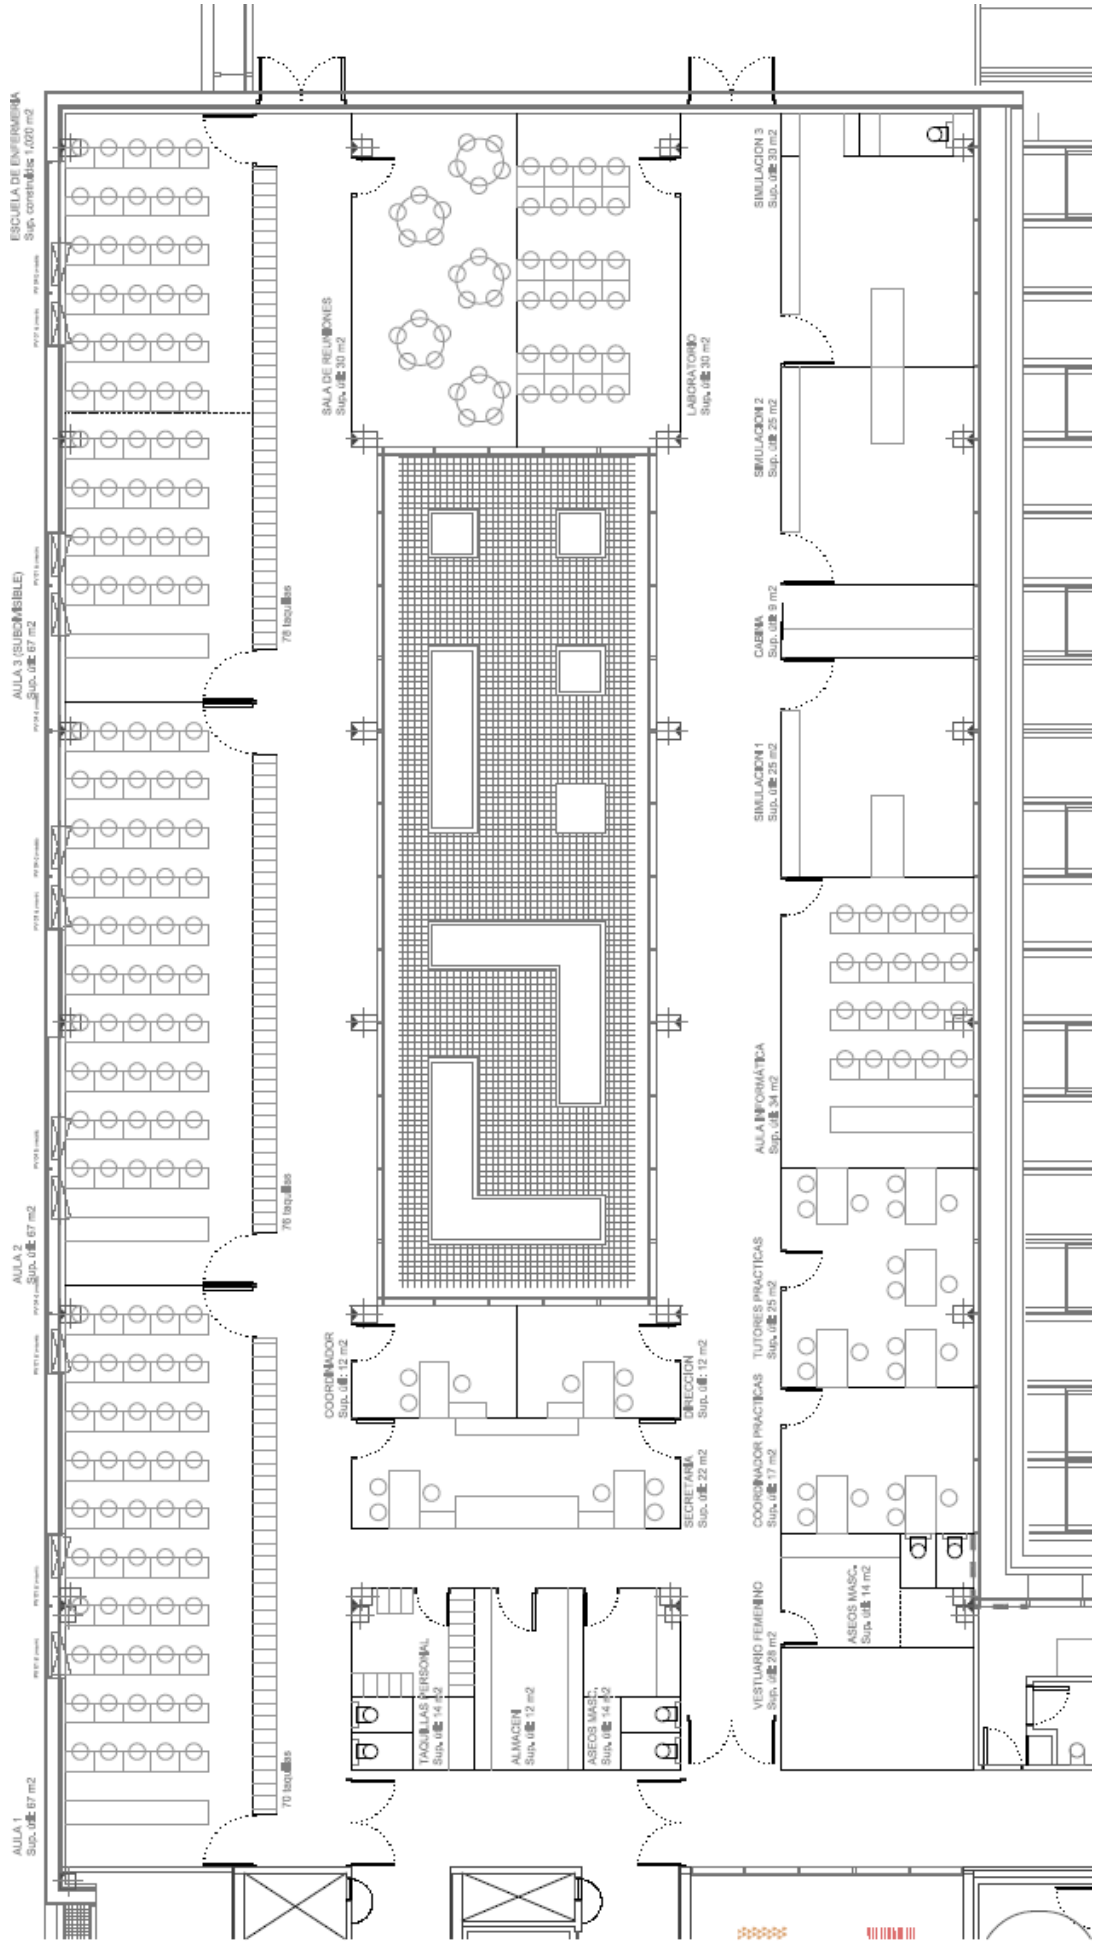 ESCUELA DE ENFERMERÍA
Sup. construida: 1.020 m2
AULA 3 (SUBDIVISIBLE)
Sup. útil: 67 m2
AULA 2
Sup. útil: 67 m2
AULA 1
Sup. útil: 67 m2
78 taquillas
76 taquillas
70 taquillas
SALA DE REUNIONES
Sup. útil: 30 m2
LABORATORIO
Sup. útil: 30 m2
COORDINADOR
Sup. útil: 12 m2
DIRECCIÓN
Sup. útil: 12 m2
SECRETARÍA
Sup. útil: 22 m2
TAQUILLAS PERSONAL
Sup. útil: 14 m2
ALMACEN
Sup. útil: 12 m2
ASEOS MASC.
Sup. útil: 14 m2
SIMULACION 3
Sup. útil: 30 m2
SIMULACION 2
Sup. útil: 25 m2
CABINA
Sup. útil: 9 m2
SIMULACION 1
Sup. útil: 25 m2
AULA INFORMÁTICA
Sup. útil: 34 m2
TUTORES PRACTICAS
Sup. útil: 25 m2
COORDINADOR PRACTICAS
Sup. útil: 17 m2
ASEOS MASC.
Sup. útil: 14 m2
VESTUARIO FEMENINO
Sup. útil: 28 m2